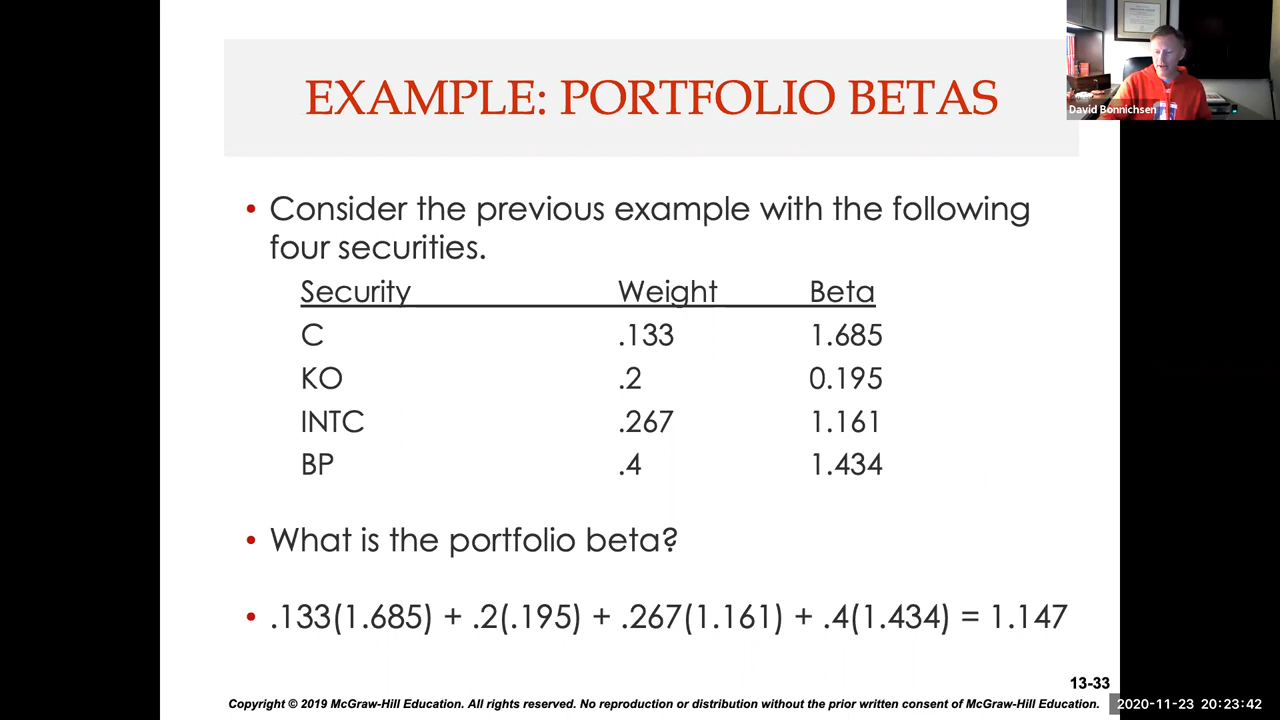 EXAMPLE: PORTFOLIO BETAS
David Bonnichsen
• Consider the previous example with the following
four securities.
Security Weight Beta
C .133 1.685
KO .2 0.195
INTC .267 1.161
BP .4 1.434
• What is the portfolio beta?
• .133(1.685) + .2(.195) + .267(1.161) + .4(1.434) = 1.147
13-33
Copyright © 2019 McGraw-Hill Education. All rights reserved. No reproduction or distribution without the prior written consent of McGraw-Hill Education.
2020-11-23 20:23:42